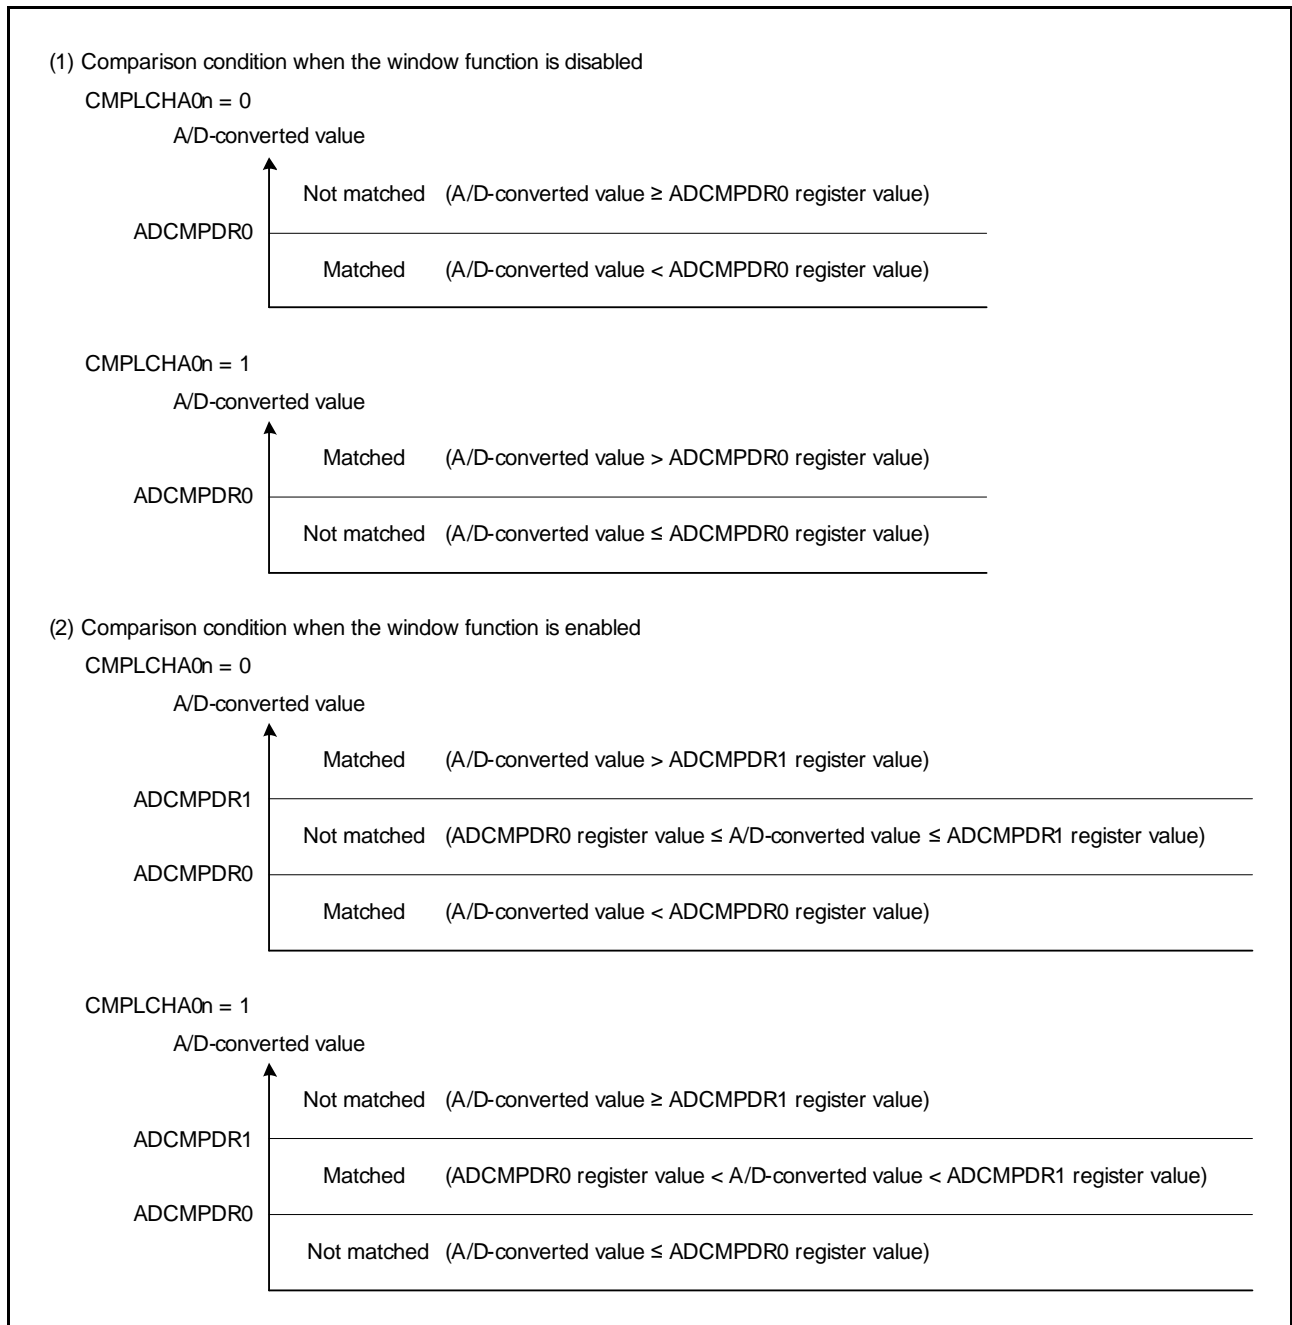 (1) Comparison condition when the window function is disabled
CMPLCHA0n = 0
A/D-converted value
Not matched (A/D-converted value ≥ ADCMPDR0 register value)
ADCMPDR0
Matched (A/D-converted value < ADCMPDR0 register value)
CMPLCHA0n = 1
A/D-converted value
Matched (A/D-converted value > ADCMPDR0 register value)
ADCMPDR0
Not matched (A/D-converted value ≤ ADCMPDR0 register value)
(2) Comparison condition when the window function is enabled
CMPLCHA0n = 0
A/D-converted value
Matched (A/D-converted value > ADCMPDR1 register value)
ADCMPDR1
Not matched (ADCMPDR0 register value ≤ A/D-converted value ≤ ADCMPDR1 register value)
ADCMPDR0
Matched (A/D-converted value < ADCMPDR0 register value)
CMPLCHA0n = 1
A/D-converted value
Not matched (A/D-converted value ≥ ADCMPDR1 register value)
ADCMPDR1
Matched (ADCMPDR0 register value < A/D-converted value < ADCMPDR1 register value)
ADCMPDR0
Not matched (A/D-converted value ≤ ADCMPDR0 register value)